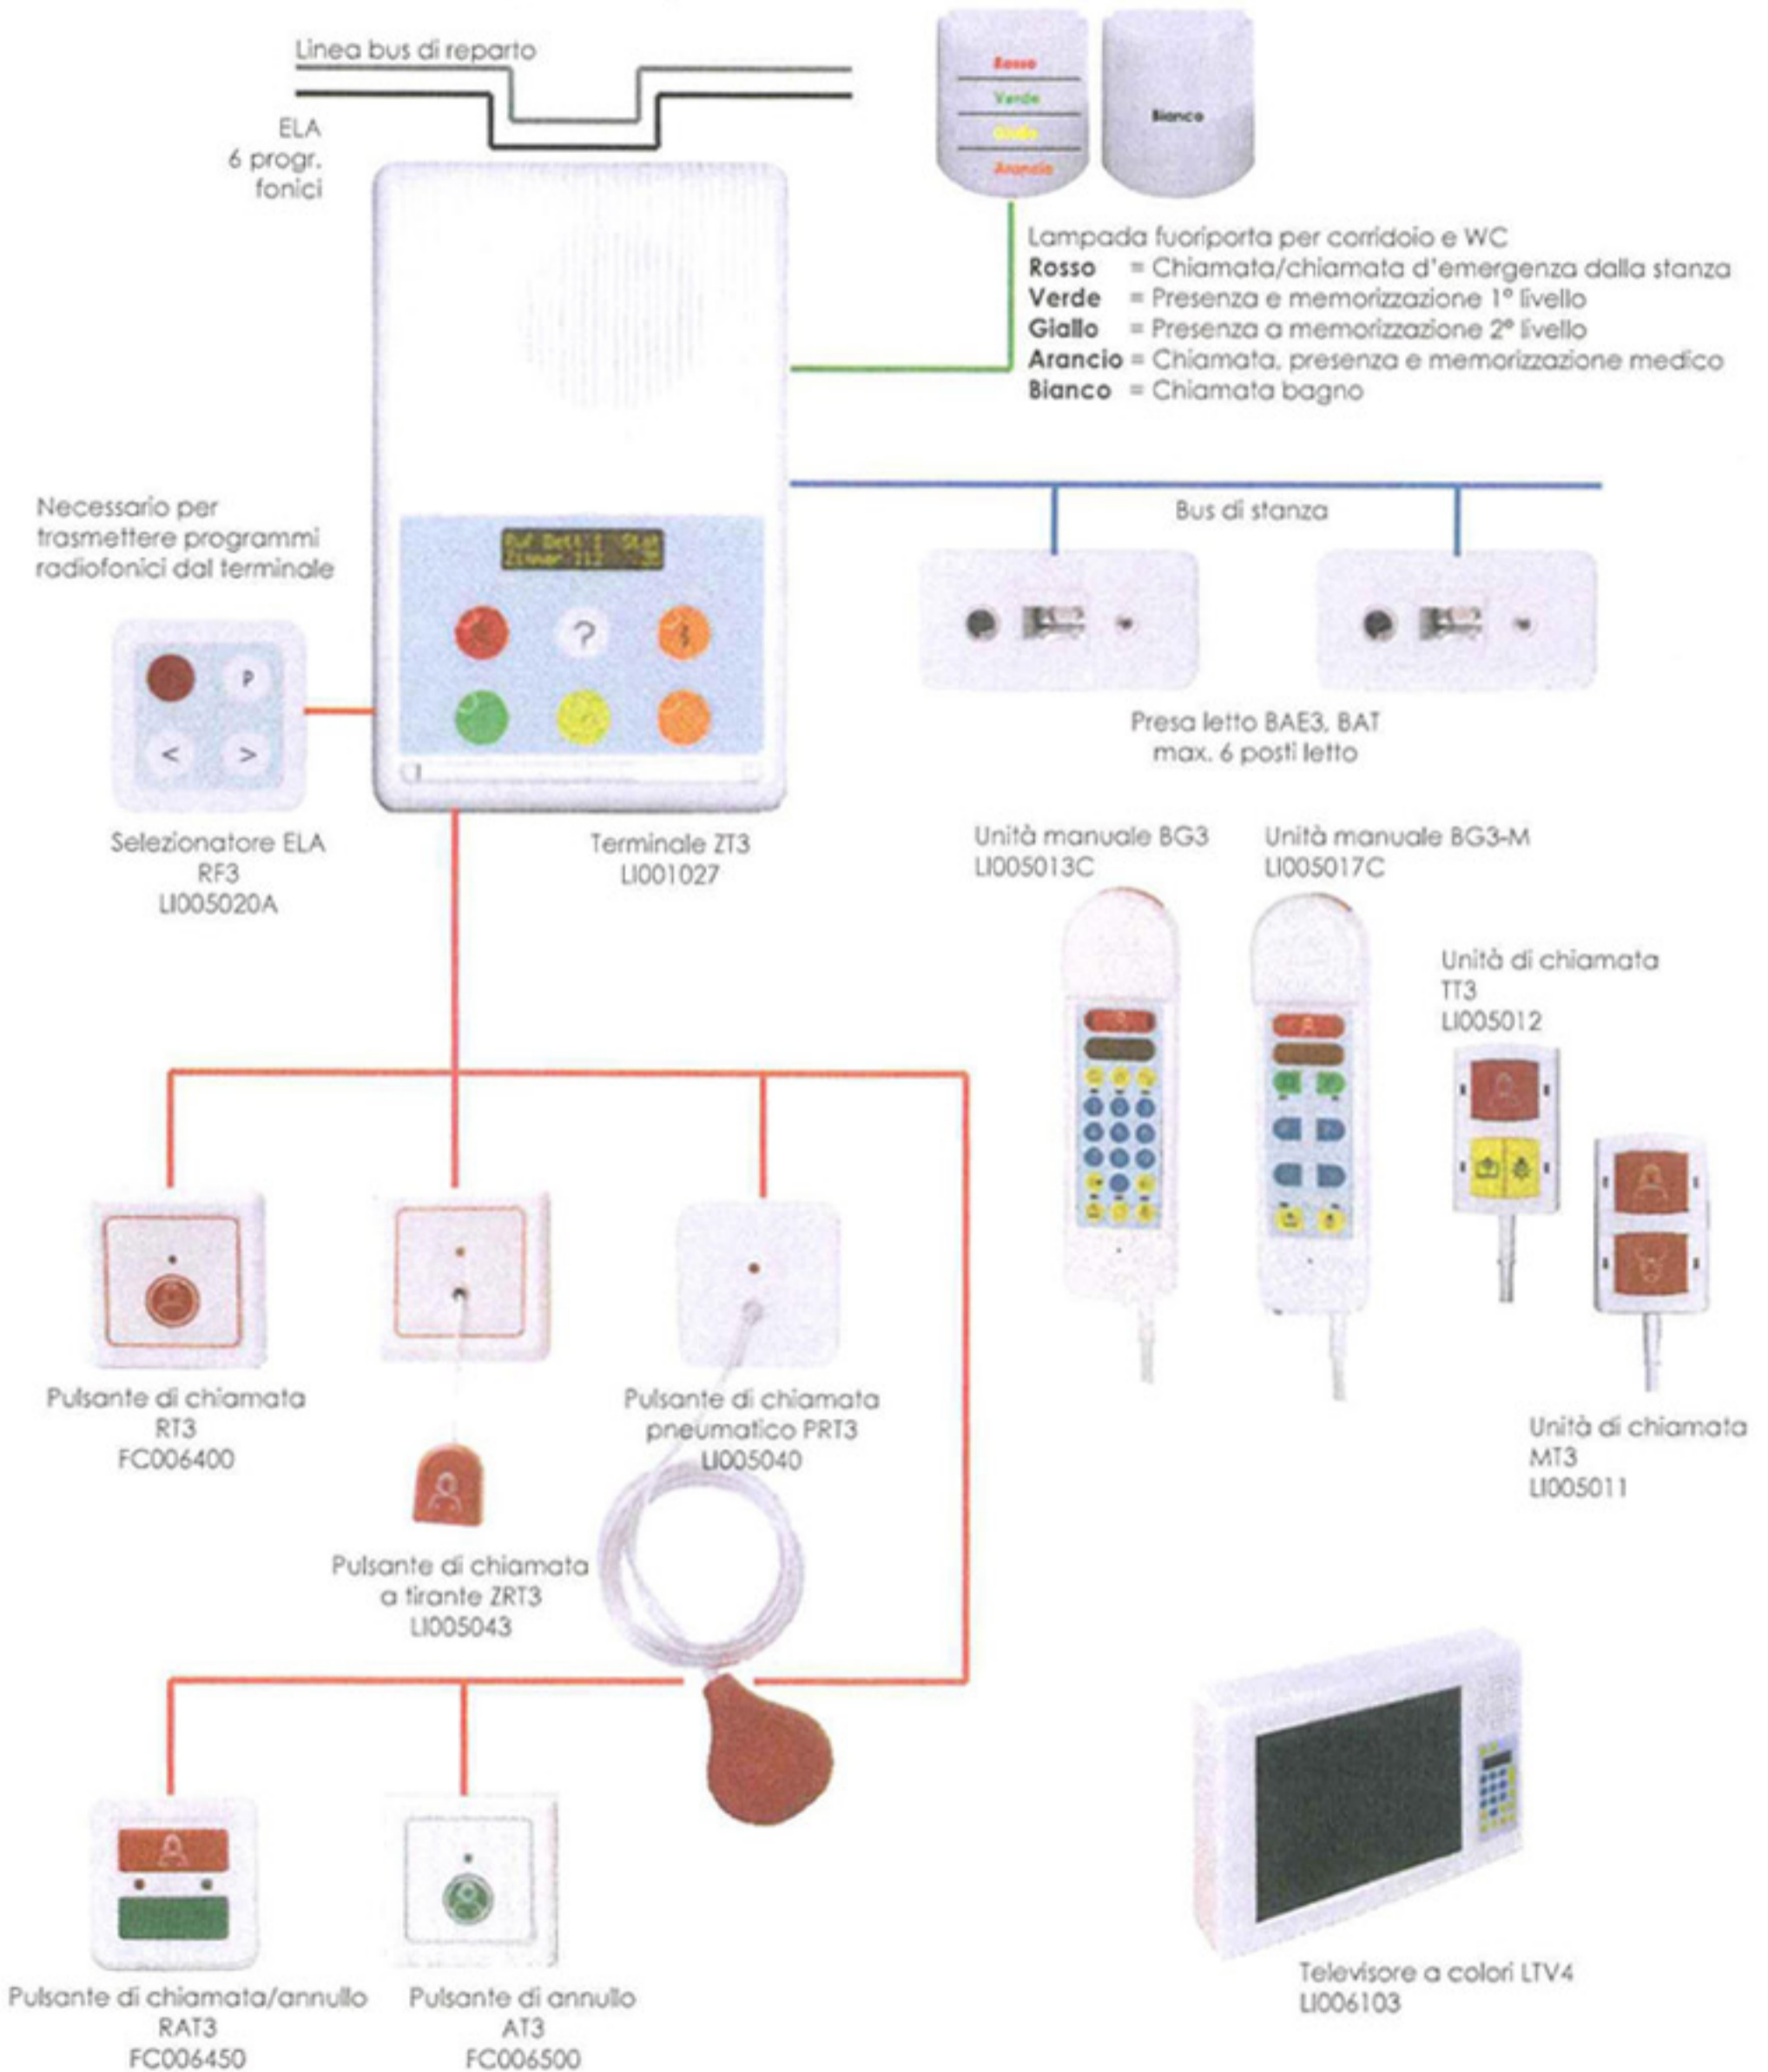 Linea bus di reparto
ELA
6 progr.
fonici
Rosso
Verde
Giallo
Arancio
Bianco
Lampada fuoriporta per corridoio e WC
Rosso = Chiamata/chiamata d'emergenza dalla stanza
Verde = Presenza e memorizzazione 1° livello
Giallo = Presenza a memorizzazione 2° livello
Arancio = Chiamata, presenza e memorizzazione medico
Bianco = Chiamata bagno
Necessario per
trasmettere programmi
radiofonici dal terminale
Bus di stanza
Ruf Bett 1 Stat
Zimmer 112
?
P
< >
Presa letto BAE3, BAT
max. 6 posti letto
Selezionatore ELA
RF3
LI005020A
Terminale ZT3
LI001027
Unità manuale BG3
LI005013C
Unità manuale BG3-M
LI005017C
Unità di chiamata
TT3
LI005012
Pulsante di chiamata
RT3
FC006400
Pulsante di chiamata
pneumatico PRT3
LI005040
Unità di chiamata
MT3
LI005011
Pulsante di chiamata
a tirante ZRT3
LI005043
Televisore a colori LTV4
LI006103
Pulsante di chiamata/annullo
RAT3
FC006450
Pulsante di annullo
AT3
FC006500